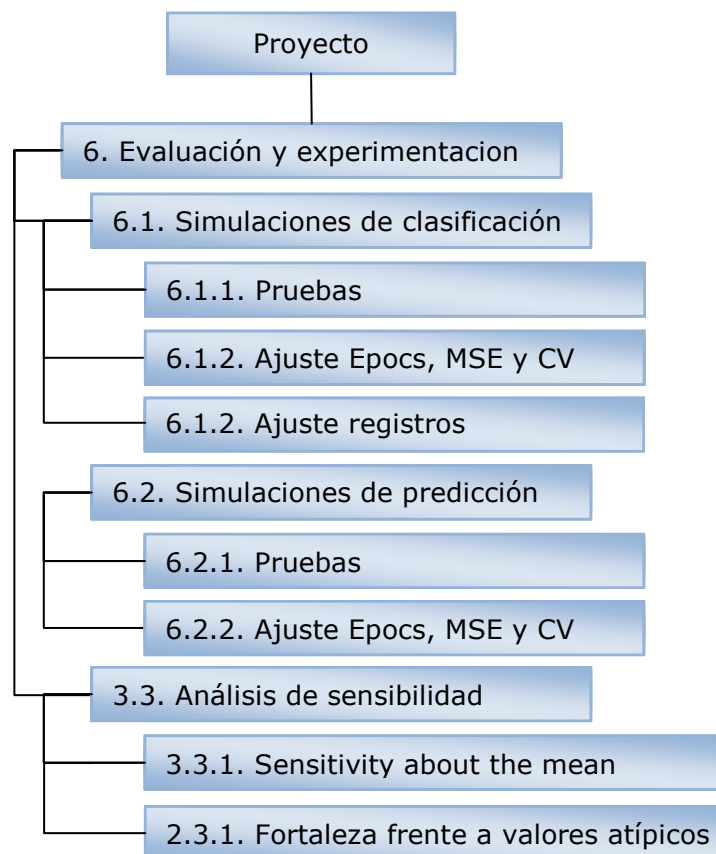 Proyecto
6. Evaluación y experimentacion
6.1. Simulaciones de clasificación
6.1.1. Pruebas
6.1.2. Ajuste Epocs, MSE y CV
6.1.2. Ajuste registros
6.2. Simulaciones de predicción
6.2.1. Pruebas
6.2.2. Ajuste Epocs, MSE y CV
3.3. Análisis de sensibilidad
3.3.1. Sensitivity about the mean
2.3.1. Fortaleza frente a valores atípicos